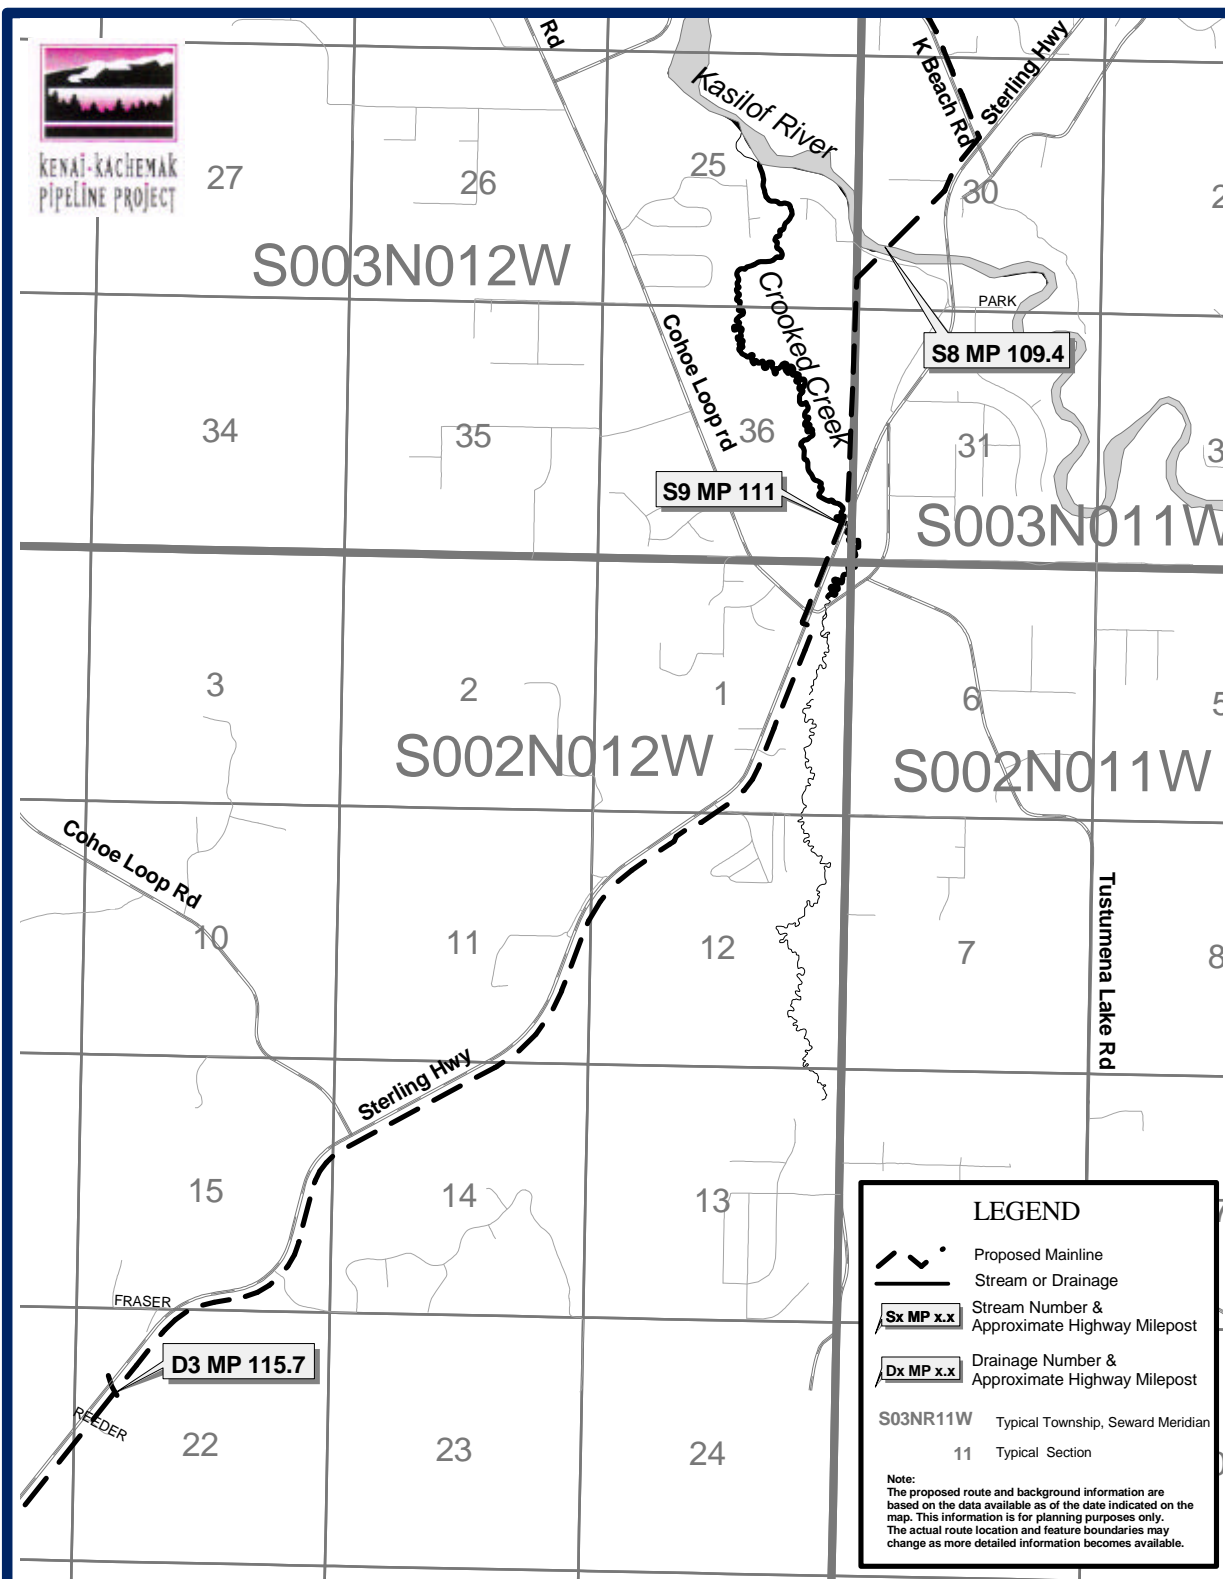 Rd
K Beach Rd
Sterling Hwy
KENAI-KACHEMAK
PIPELINE PROJECT
Kasilof River
27
26
25
30
2
S003N012W
PARK
Crooked Creek
Cohoe Loop rd
S8 MP 109.4
34
35
36
31
3
S9 MP 111
S003N011W
3
2
1
6
5
S002N012W
S002N011W
Cohoe Loop Rd
Tustumena Lake Rd
10
11
12
7
8
Sterling Hwy
15
14
13
FRASER
D3 MP 115.7
REEDER
22
23
24
LEGEND
Proposed Mainline
Stream or Drainage
Sx MP x.x
Stream Number &
Approximate Highway Milepost
Dx MP x.x
Drainage Number &
Approximate Highway Milepost
S03NR11W Typical Township, Seward Meridian
11 Typical Section
Note:
The proposed route and background information are
based on the data available as of the date indicated on the
map. This information is for planning purposes only.
The actual route location and feature boundaries may
change as more detailed information becomes available.